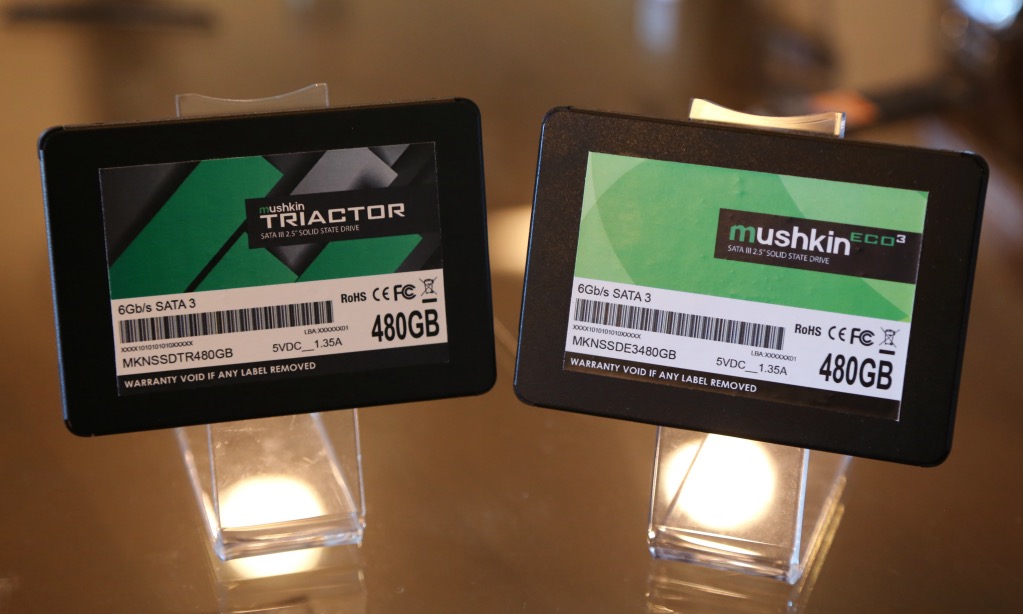 mushkin
TRIACTOR
SATA III 2.5" SOLID STATE DRIVE
6Gb/s SATA 3
RoHS CE FC
XXXX101010101010XXXXX
LBA:XXXXXX01
MKNSSDTR480GB
5VDC__1.35A
480GB
WARRANTY VOID IF ANY LABEL REMOVED
mushkin ECO3
SATA III 2.5" SOLID STATE DRIVE
6Gb/s SATA 3
RoHS CE FC
XXXX101010101010XXXXX
LBA:XXXXXX01
MKNSSDE3480GB
5VDC__1.35A
480GB
WARRANTY VOID IF ANY LABEL REMOVED